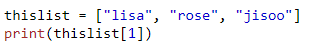 thislist = ["lisa", "rose", "jisoo"]
print(thislist[1])